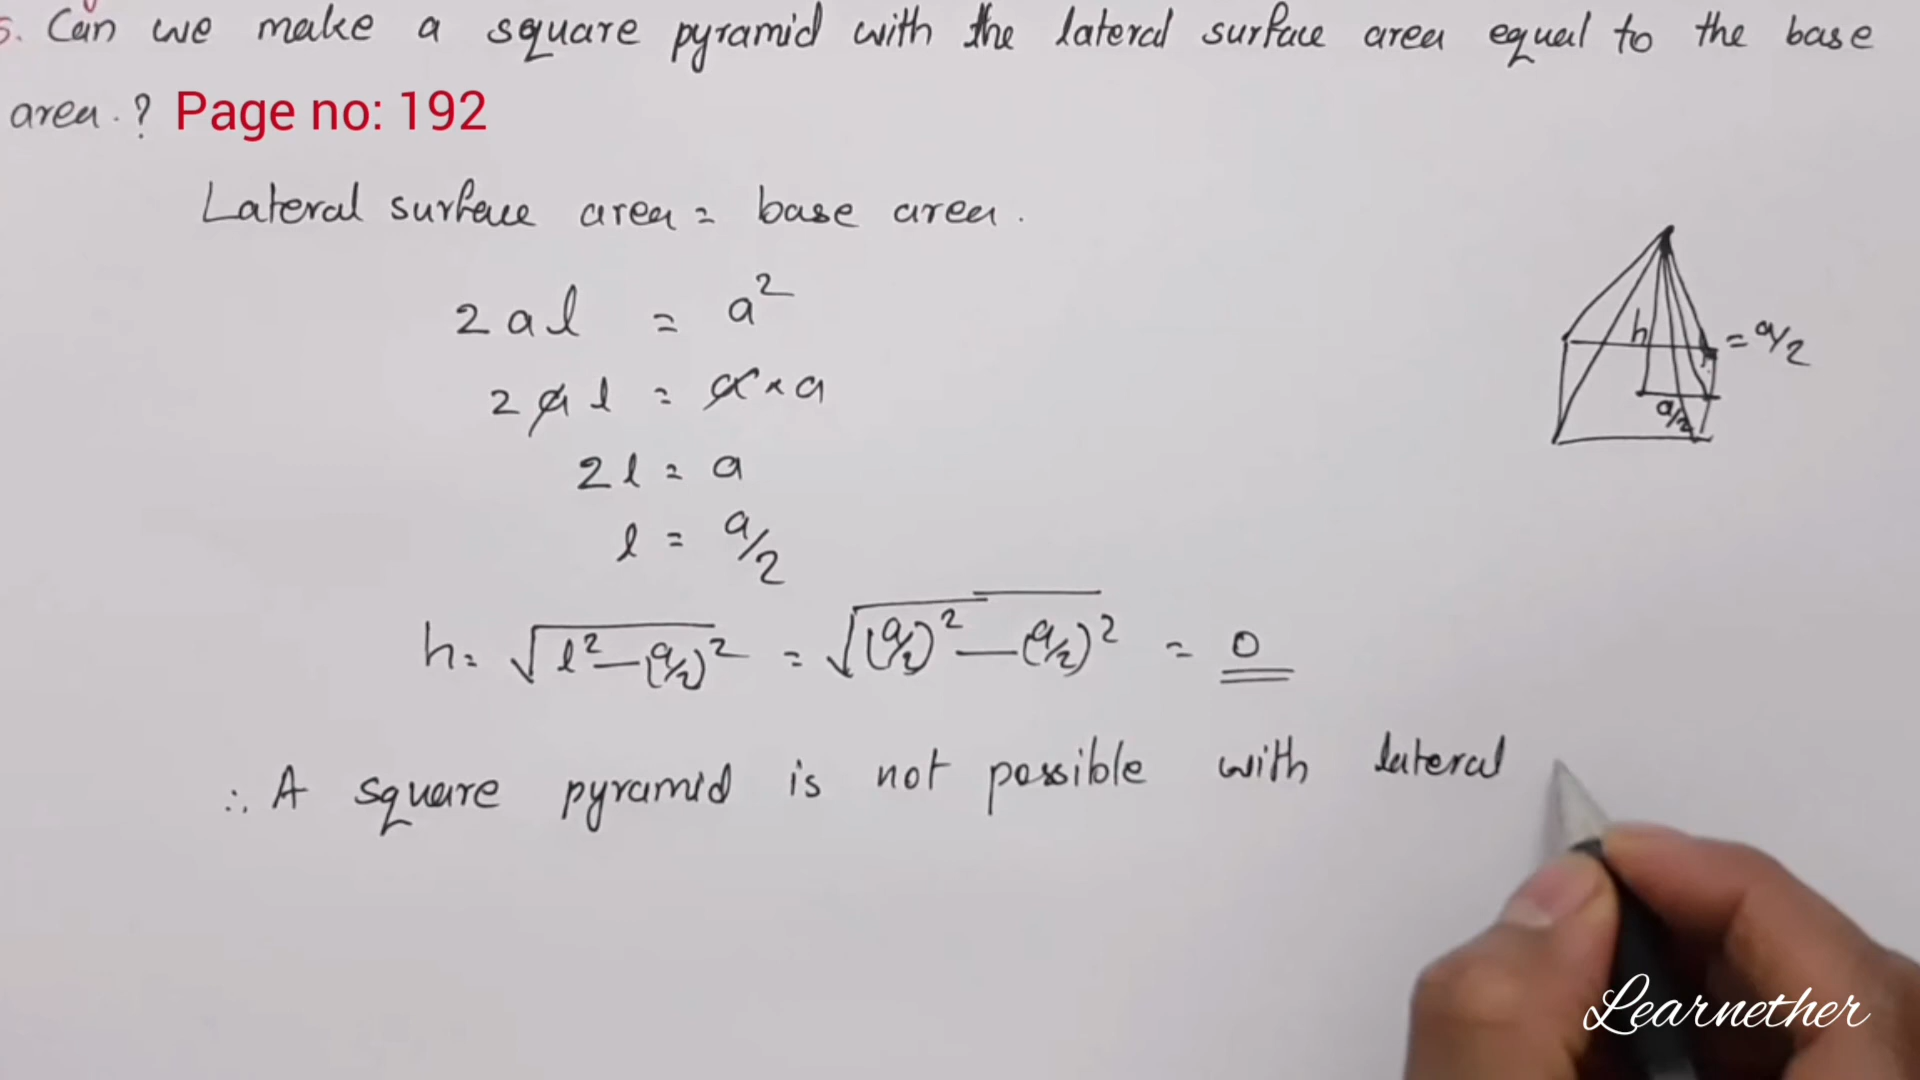 5. Can we make a square pyramid with the lateral surface area equal to the base
area.? Page no: 192
Lateral surface area = base area.
2al = a²
2al = a×a
2l = a
l = a/2
h = √l²-(a/2)² = √(a/2)²-(a/2)² = 0
∴ A square pyramid is not possible with lateral
h
= a/2
a/2
Learnether